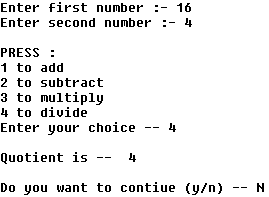 Enter first number :- 16
Enter second number :- 4
PRESS :
1 to add
2 to subtract
3 to multiply
4 to divide
Enter your choice -- 4
Quotient is --  4
Do you want to contiue (y/n) -- N